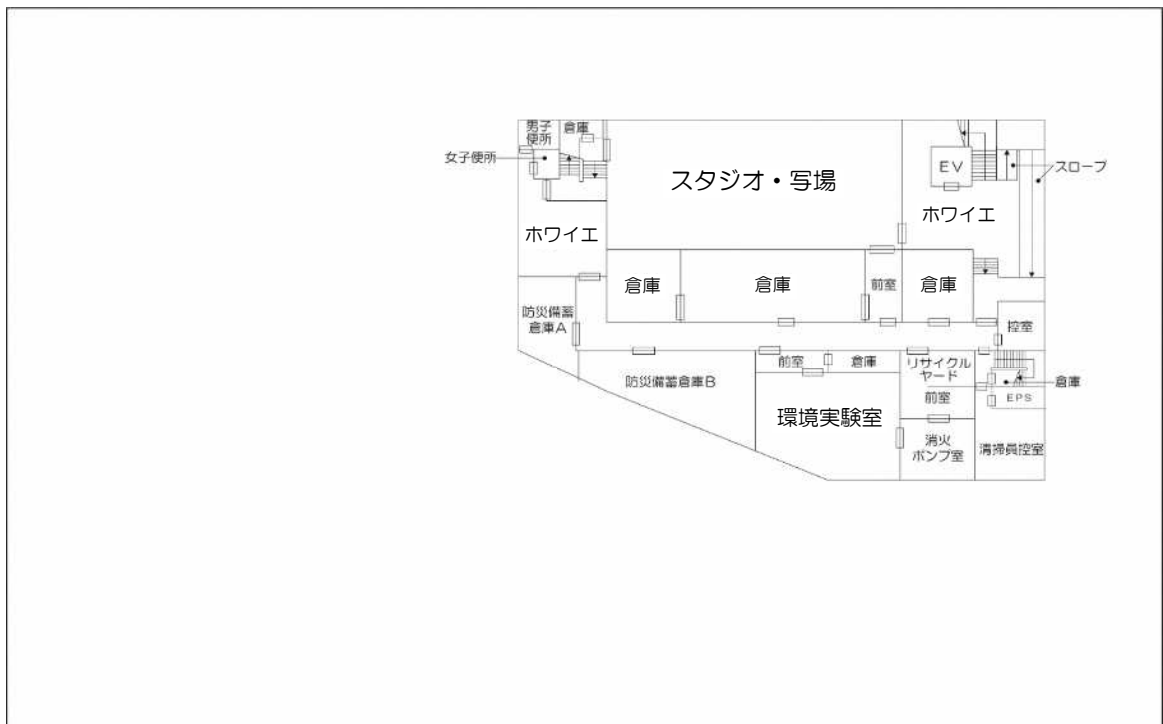 男子
便所
倉庫
女子便所
スタジオ・写場
EV
スロープ
ホワイエ
ホワイエ
倉庫
倉庫
前室
倉庫
防災備蓄
倉庫A
控室
前室
倉庫
リサイクル
ヤード
防災備蓄倉庫B
倉庫
前室
EPS
環境実験室
消火
ポンプ室
清掃員控室